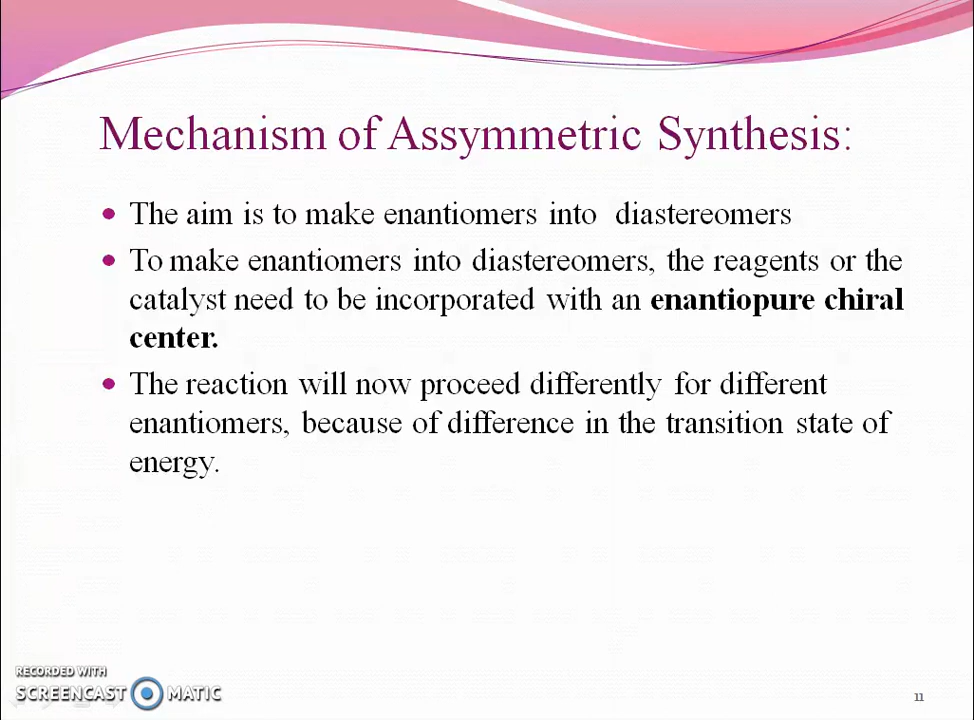 Mechanism of Assymmetric Synthesis:
The aim is to make enantiomers into diastereomers
To make enantiomers into diastereomers, the reagents or the
catalyst need to be incorporated with an enantiopure chiral
center.
The reaction will now proceed differently for different
enantiomers, because of difference in the transition state of
energy.
RECORDED WITH
SCREENCAST MATIC
11